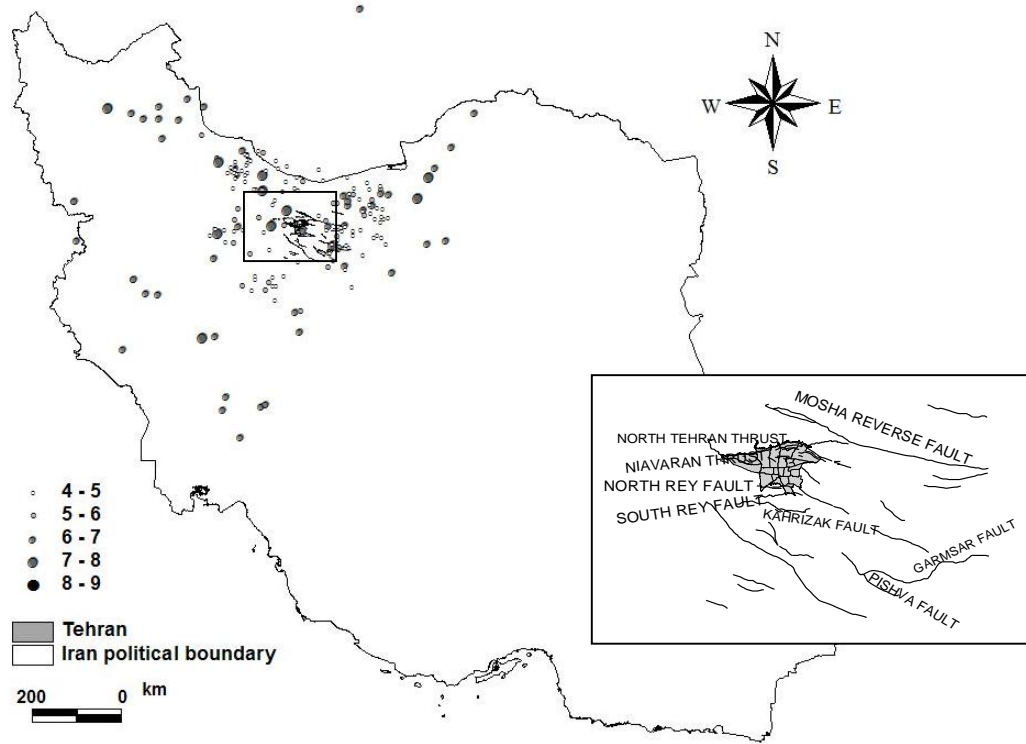 N
W E
S
MOSHA REVERSE FAULT
NORTH TEHRAN THRUST
NIAVARAN THRUST
NORTH REY FAULT
SOUTH REY FAULT
KAHRIZAK FAULT
GARMSAR FAULT
PISHVA FAULT
4 - 5
5 - 6
6 - 7
7 - 8
8 - 9
Tehran
Iran political boundary
200 0 km